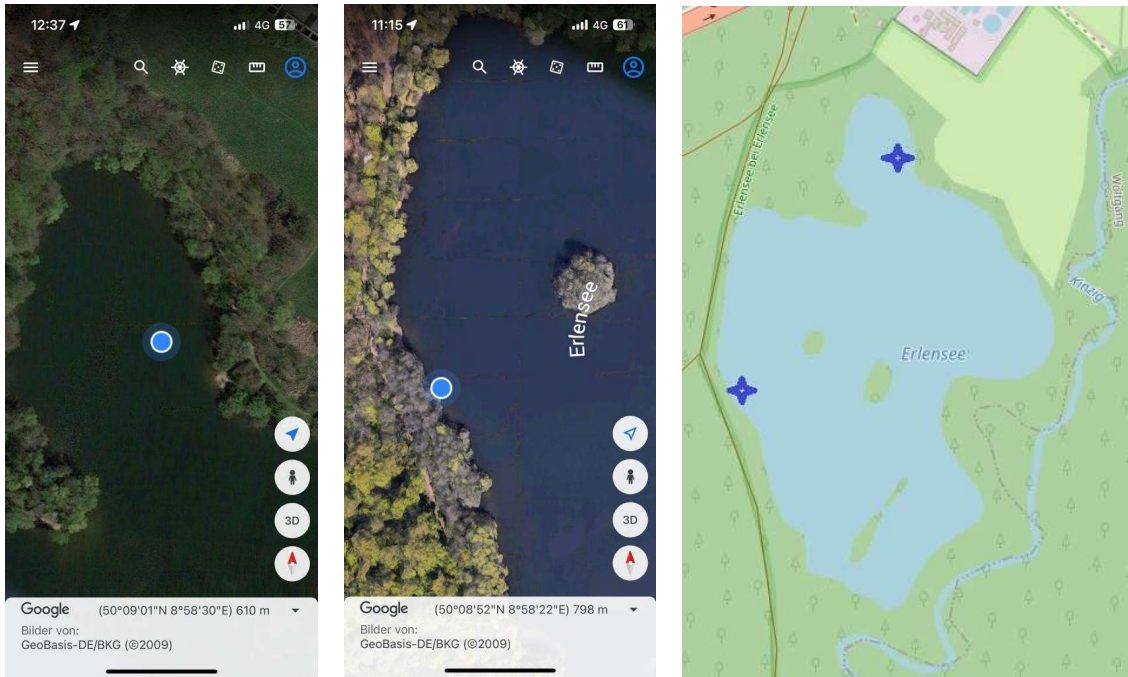 12:37
4G 57
3D
Google
(50°09'01"N 8°58'30"E) 610 m
Bilder von:
GeoBasis-DE/BKG (©2009)
11:15
4G 61
Erlensee
3D
Google
(50°08'52"N 8°58'22"E) 798 m
Bilder von:
GeoBasis-DE/BKG (©2009)
Erlensee bei Erlensee
Wolfgang
Kinzig
Erlensee